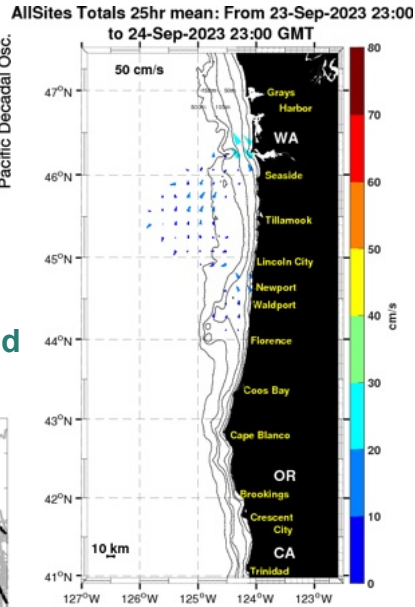 AllSites Totals 25hr mean: From 23-Sep-2023 23:00
to 24-Sep-2023 23:00 GMT
Pacific Decadal Osc.
d
50 cm/s
47°N
46°N
45°N
44°N
43°N
42°N
41°N
Grays
Harbor
WA
Seaside
Tillamook
Lincoln City
Newport
Waldport
Florence
Coos Bay
Cape Blanco
OR
Brookings
Crescent
City
CA
Trinidad
10 km
127°W
126°W
125°W
124°W
123°W
80
70
60
50
40
30
20
10
0
cm/s